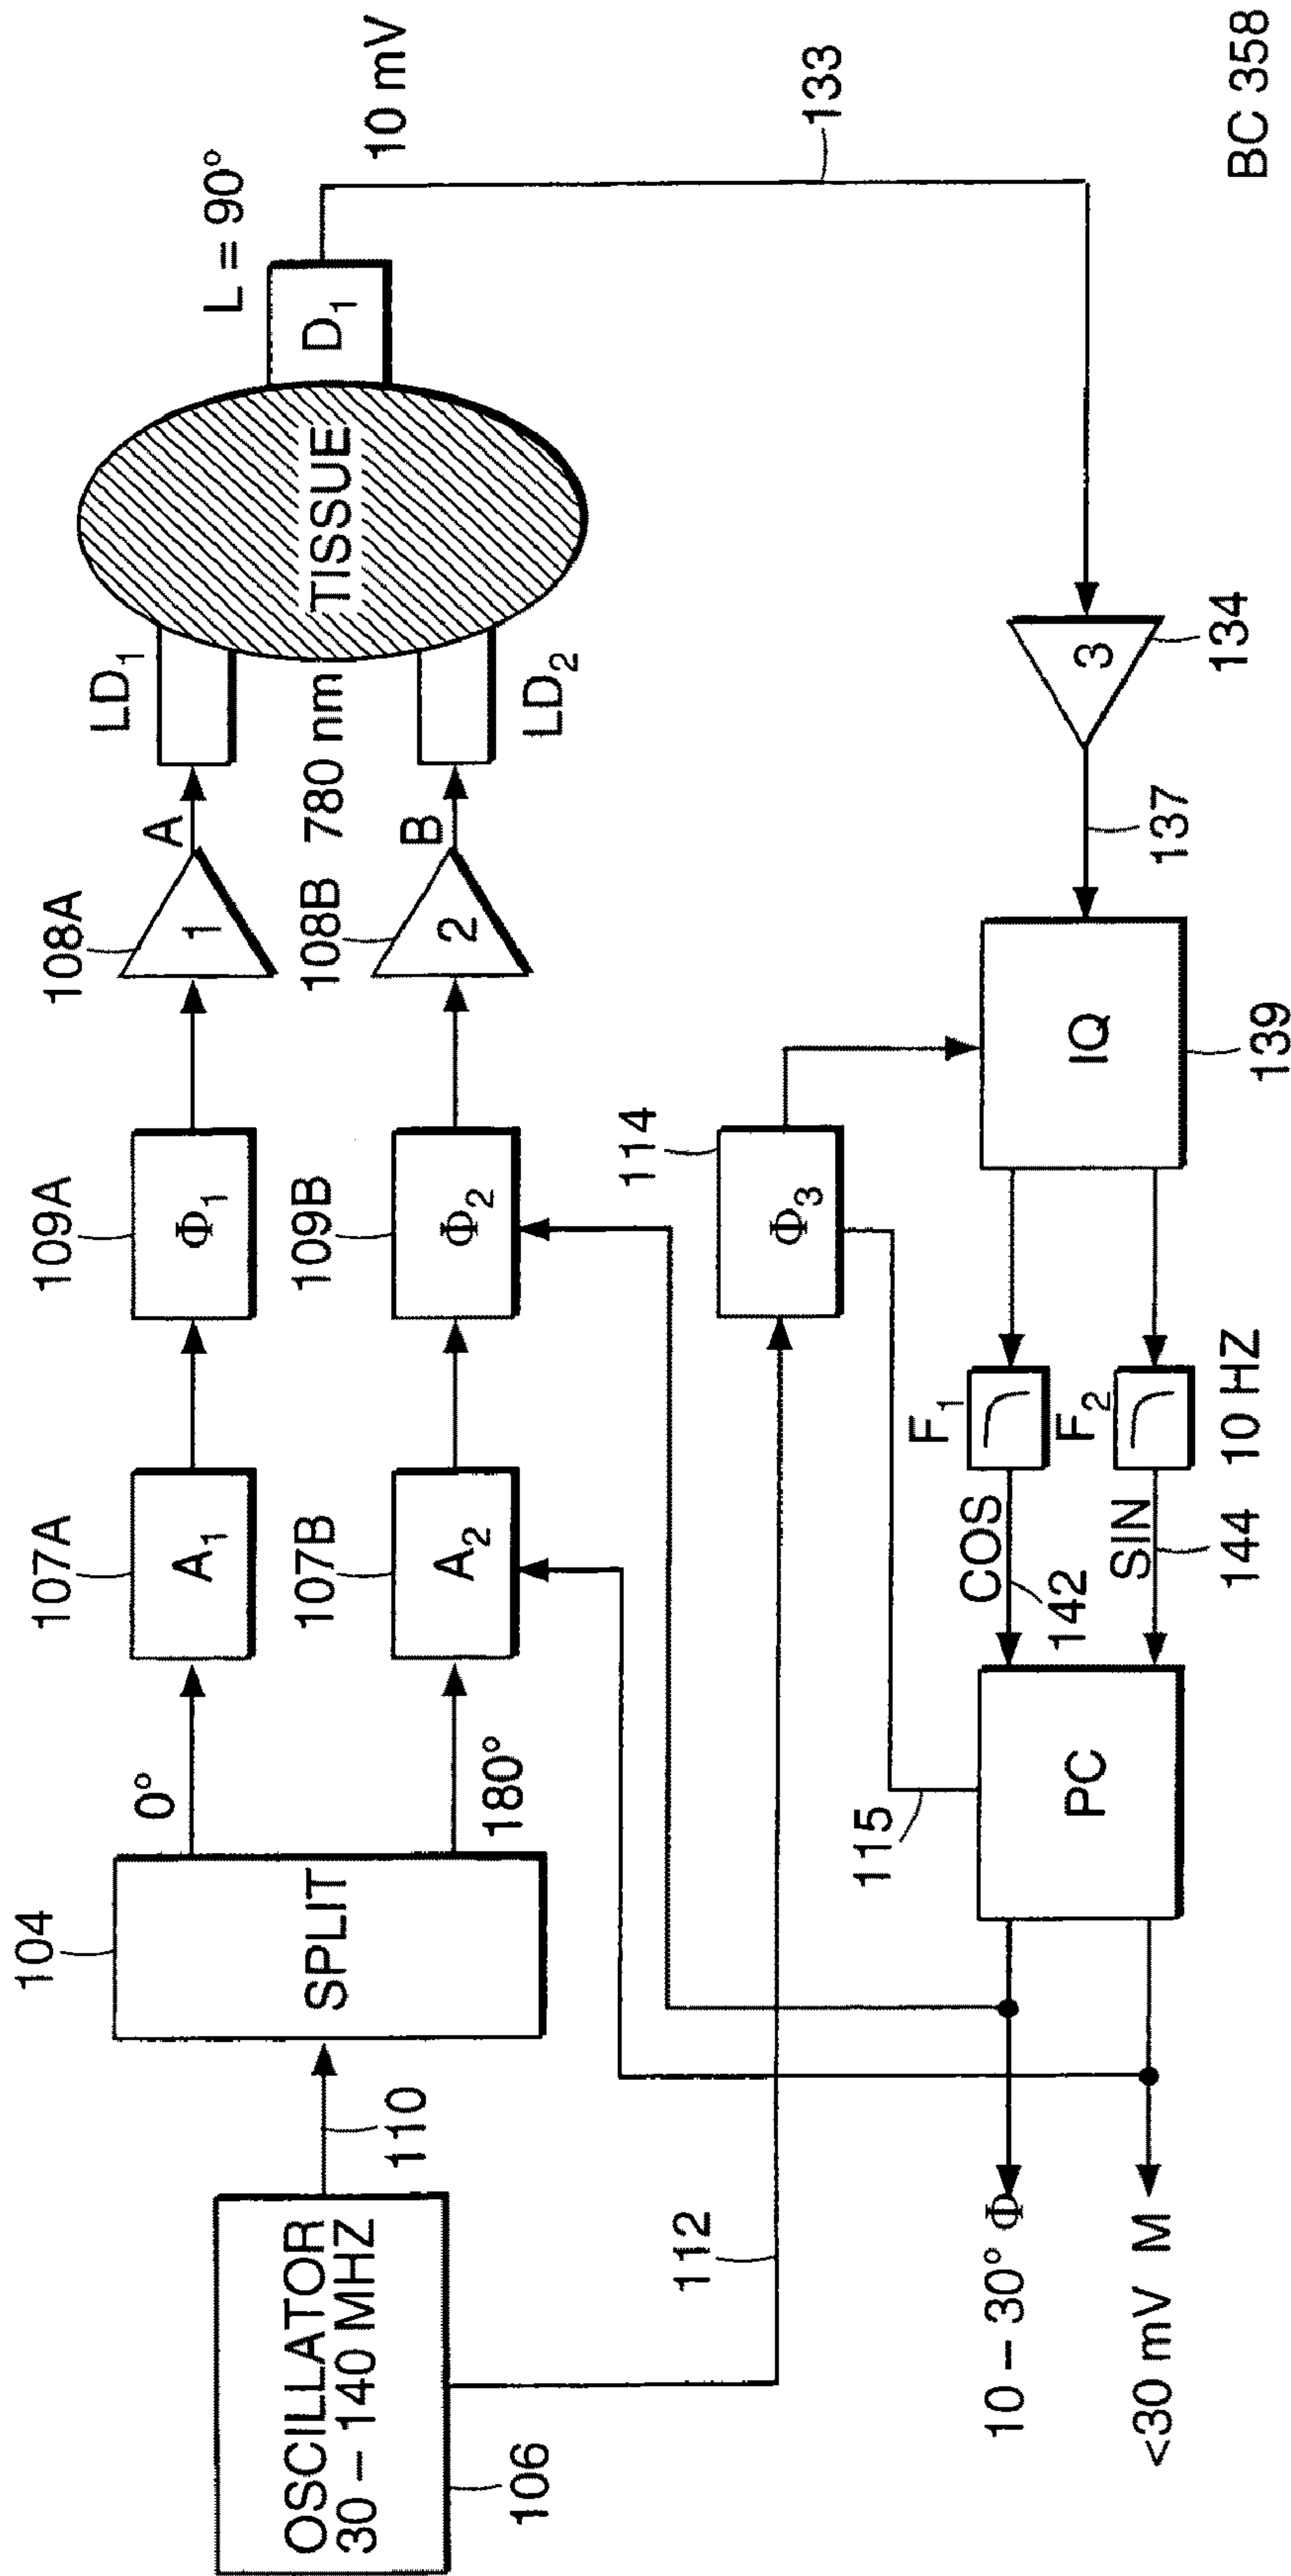 104
0°
107A
109A
108A
A
LD1
L = 90°
10 mV
OSCILLATOR
30 – 140 MHZ
106
110
SPLIT
180°
A1
Φ1
1
107B
109B
108B
780 nm
TISSUE
D1
A2
Φ2
2
B
LD2
133
112
114
Φ3
115
F1
COS
142
IQ
137
3
134
PC
F2
SIN
144
10 HZ
139
10 – 30° Φ
<30 mV M
BC 358